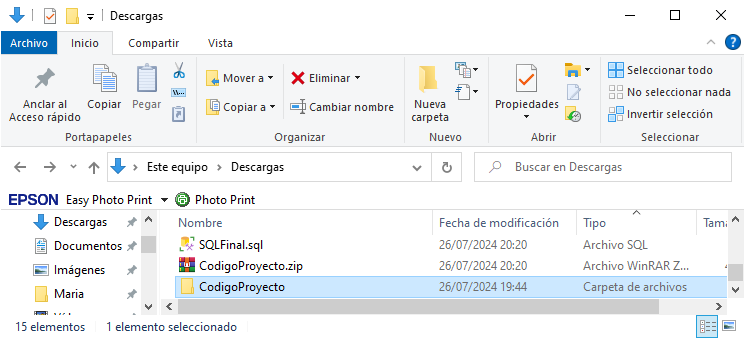 Descargas
Archivo Inicio Compartir Vista
Anclar al Acceso rápido
Copiar
Pegar
Mover a
Copiar a
Eliminar
Cambiar nombre
Nueva carpeta
Propiedades
Seleccionar todo
No seleccionar nada
Invertir selección
Portapapeles Organizar Nuevo Abrir Seleccionar
Este equipo Descargas
Buscar en Descargas
EPSON Easy Photo Print Photo Print
Descargas
Documentos
Imágenes
Maria
Nombre Fecha de modificación Tipo
SQLFinal.sql 26/07/2024 20:20 Archivo SQL
CodigoProyecto.zip 26/07/2024 20:20 Archivo WinRAR Z...
CodigoProyecto 26/07/2024 19:44 Carpeta de archivos
15 elementos 1 elemento seleccionado